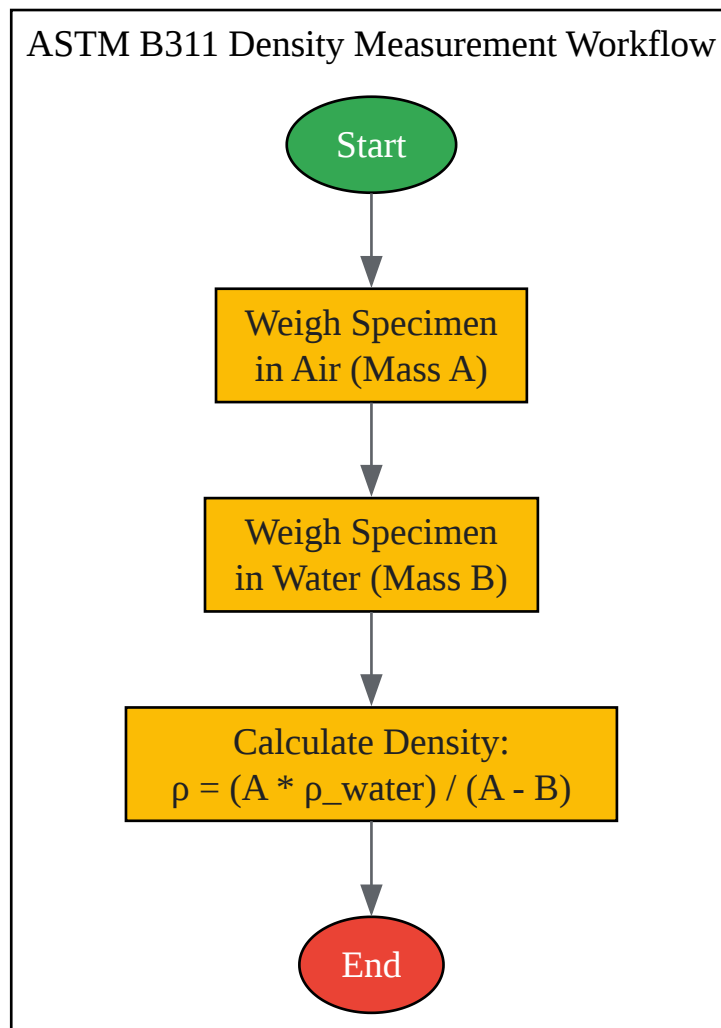 ASTM B311 Density Measurement Workflow
Start
Weigh Specimen
in Air (Mass A)
Weigh Specimen
in Water (Mass B)
Calculate Density:
ρ = (A * ρ_water) / (A - B)
End